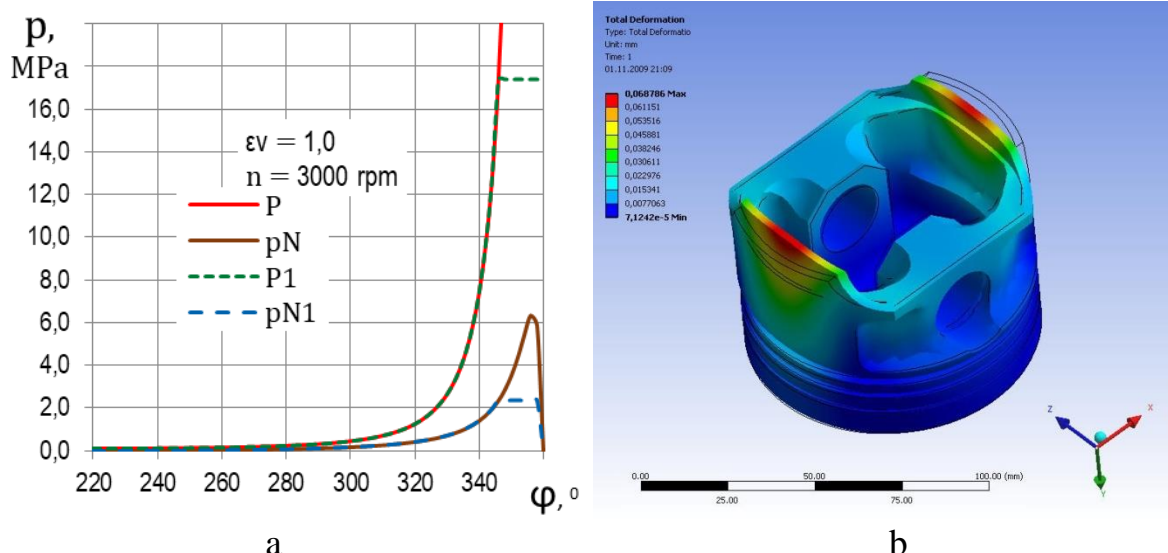 p,
MPa
16,0
14,0
12,0
10,0
8,0
6,0
4,0
2,0
0,0
220 240 260 280 300 320 340
φ, ⁰
εv = 1,0
n = 3000 rpm
P
pN
P1
pN1
a
Total Deformation
Type: Total Deformatio
Unit: mm
Time: 1
01.11.2009 21:09
0,068786 Max
0,061151
0,053516
0,045881
0,038246
0,030611
0,022976
0,015341
0,0077063
7,1242e-5 Min
Z
X
Y
0.00 50.00 100.00 (mm)
25.00 75.00
b